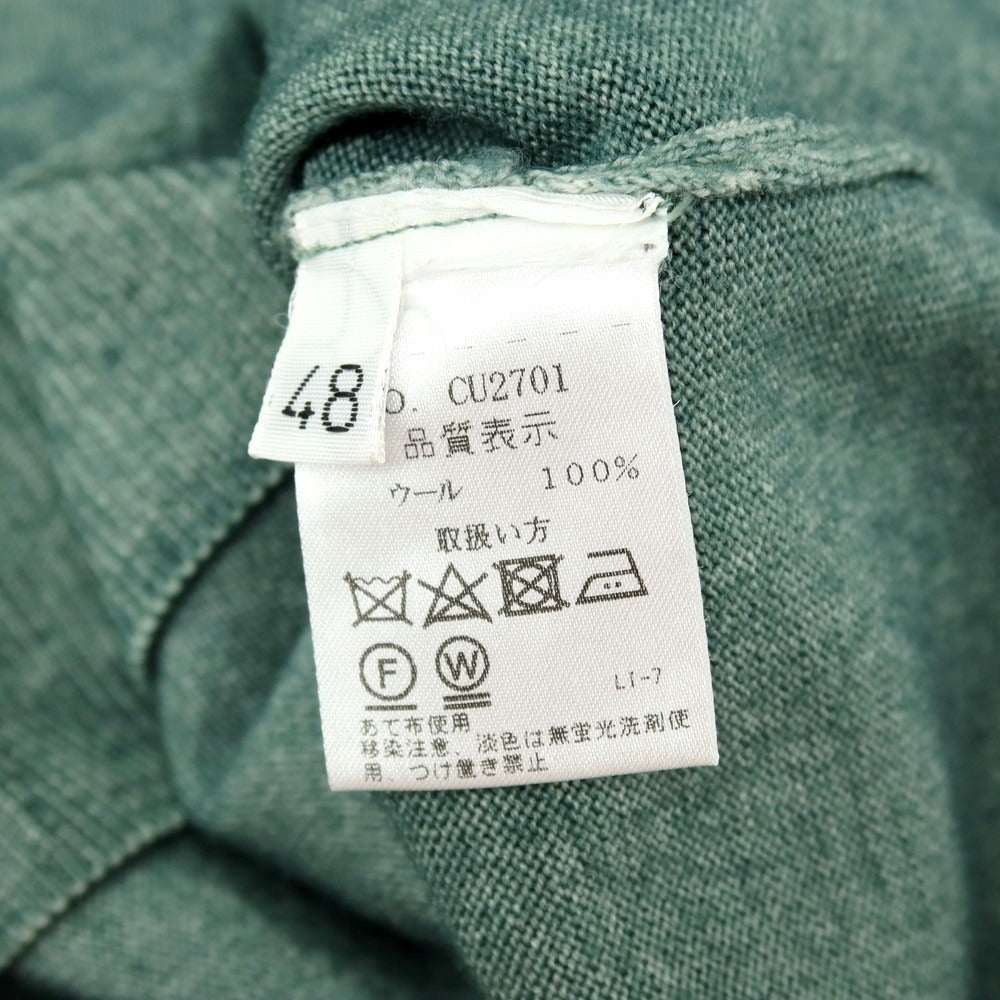 48
O. CU2701
品質表示
ウール 100%
取扱い方
F W
LI-7
あて布使用
移染注意、淡色は無蛍光洗剤使
用、つけ置き禁止